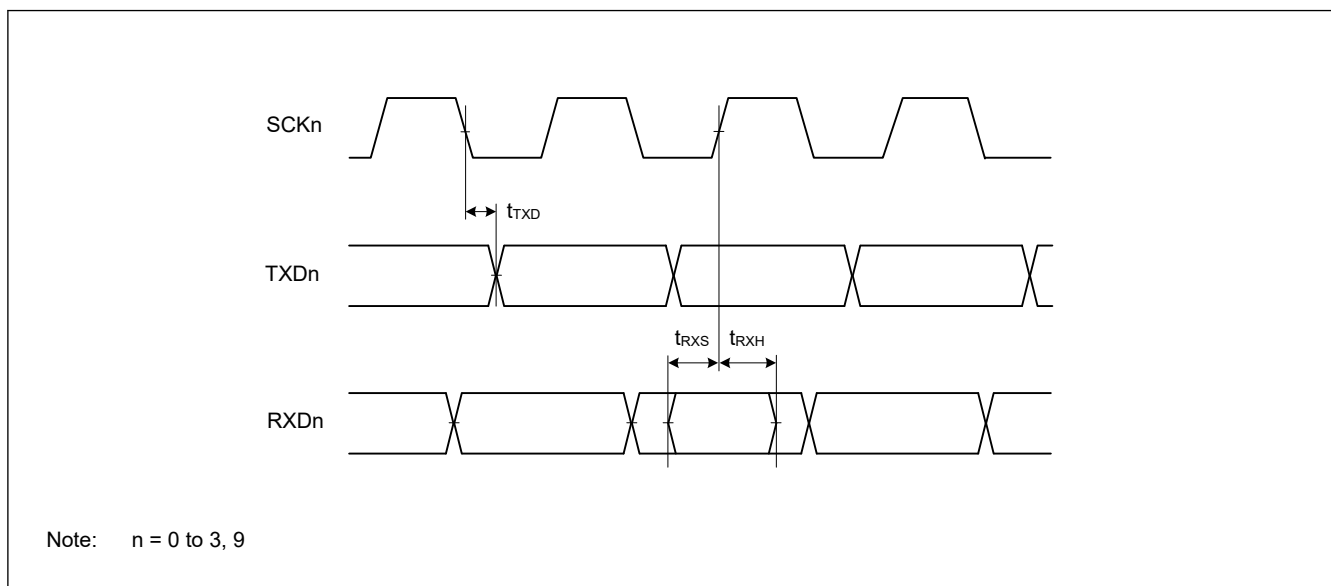 SCKn
tTXD
TXDn
tRXS tRXH
RXDn
Note: n = 0 to 3, 9